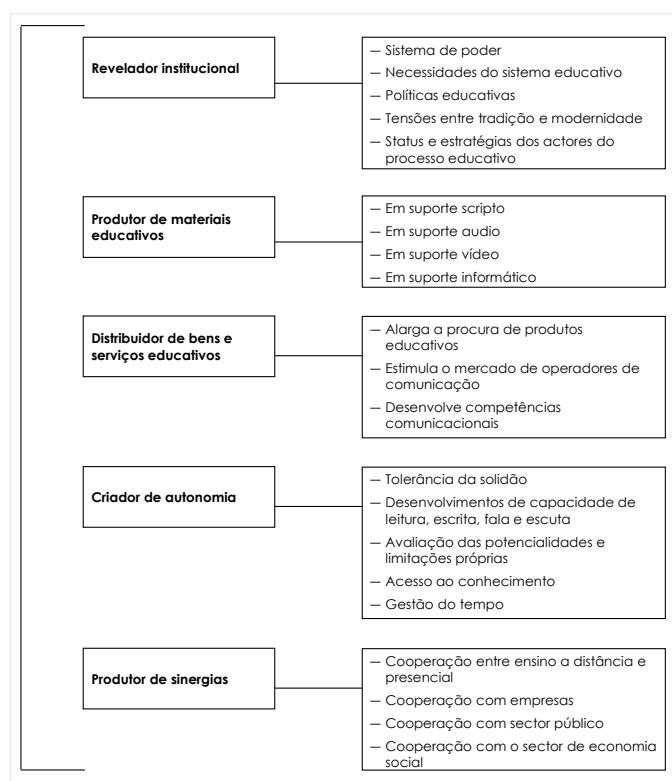 Revelador institucional
— Sistema de poder
— Necessidades do sistema educativo
— Políticas educativas
— Tensões entre tradição e modernidade
— Status e estratégias dos actores do
processo educativo
Produtor de materiais
educativos
— Em suporte scripto
— Em suporte audio
— Em suporte vídeo
— Em suporte informático
Distribuidor de bens e
serviços educativos
— Alarga a procura de produtos
educativos
— Estimula o mercado de operadores de
comunicação
— Desenvolve competências
comunicacionais
Criador de autonomia
— Tolerância da solidão
— Desenvolvimentos de capacidade de
leitura, escrita, fala e escuta
— Avaliação das potencialidades e
limitações próprias
— Acesso ao conhecimento
— Gestão do tempo
Produtor de sinergias
— Cooperação entre ensino a distância e
presencial
— Cooperação com empresas
— Cooperação com sector público
— Cooperação com o sector de economia
social